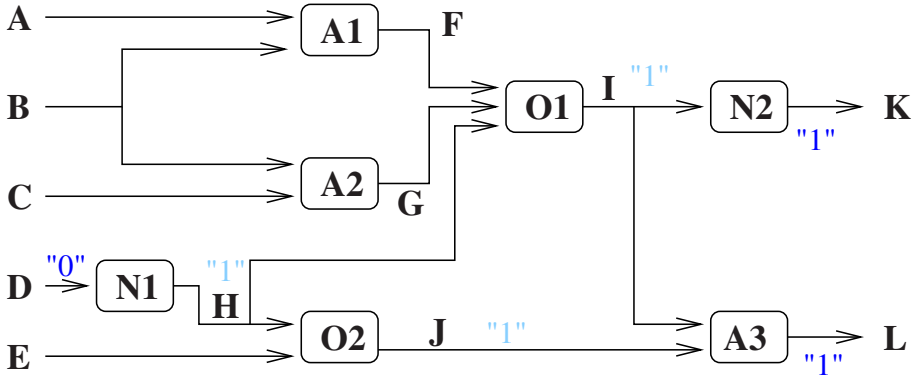 A
A1
F
B
I
"1"
O1
N2
K
"1"
A2
C
G
D
"0"
N1
"1"
H
O2
J
"1"
A3
L
E
"1"